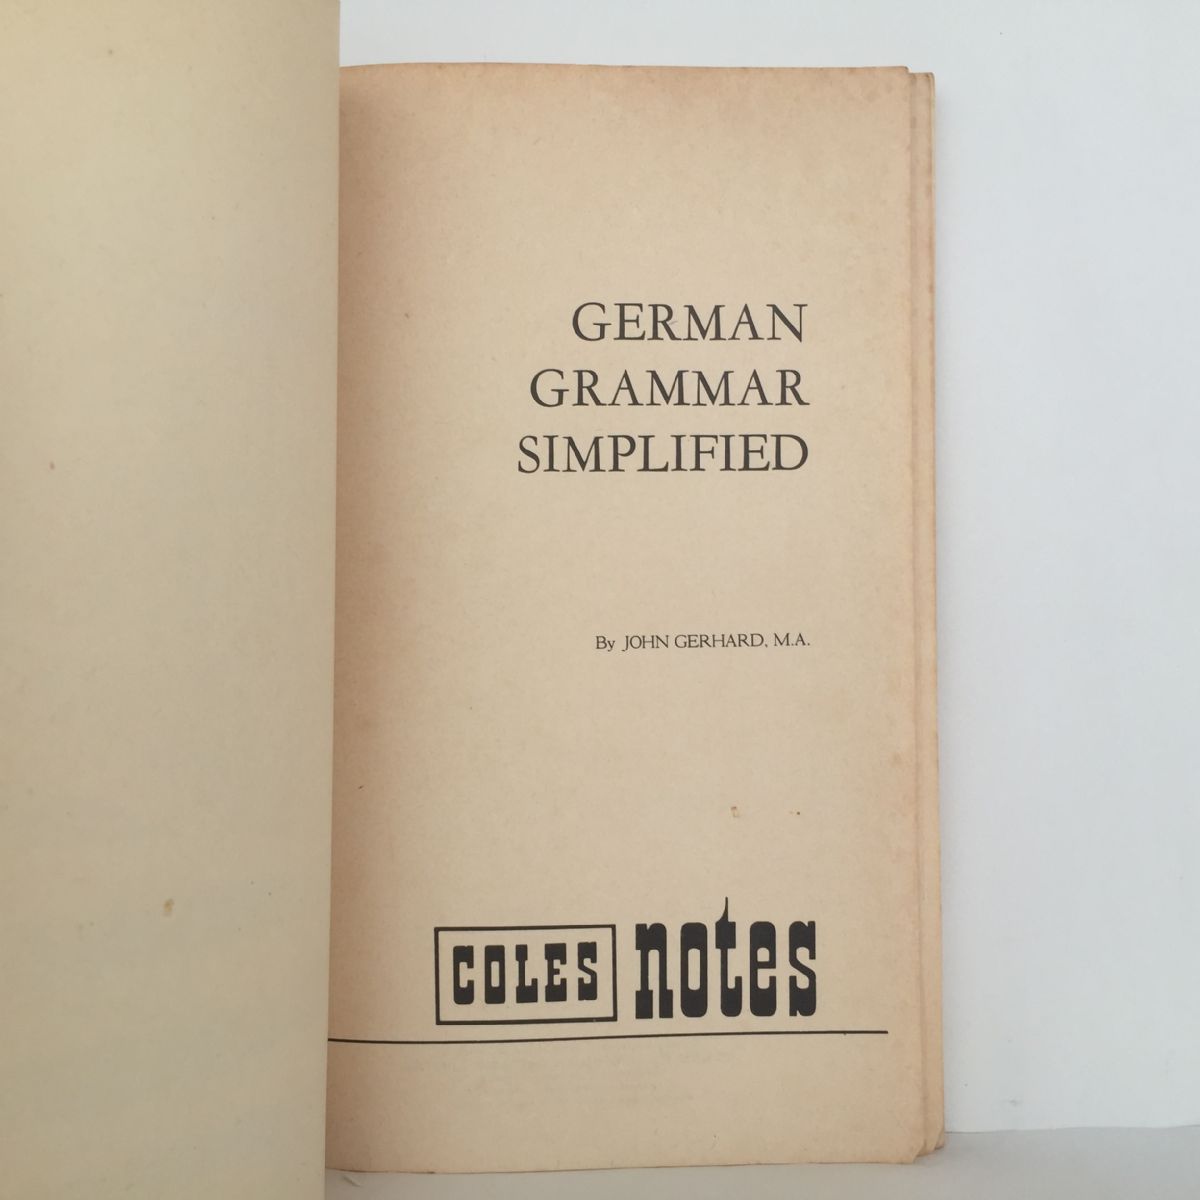 GERMAN
GRAMMAR
SIMPLIFIED
By JOHN GERHARD, M.A.
COLES notes